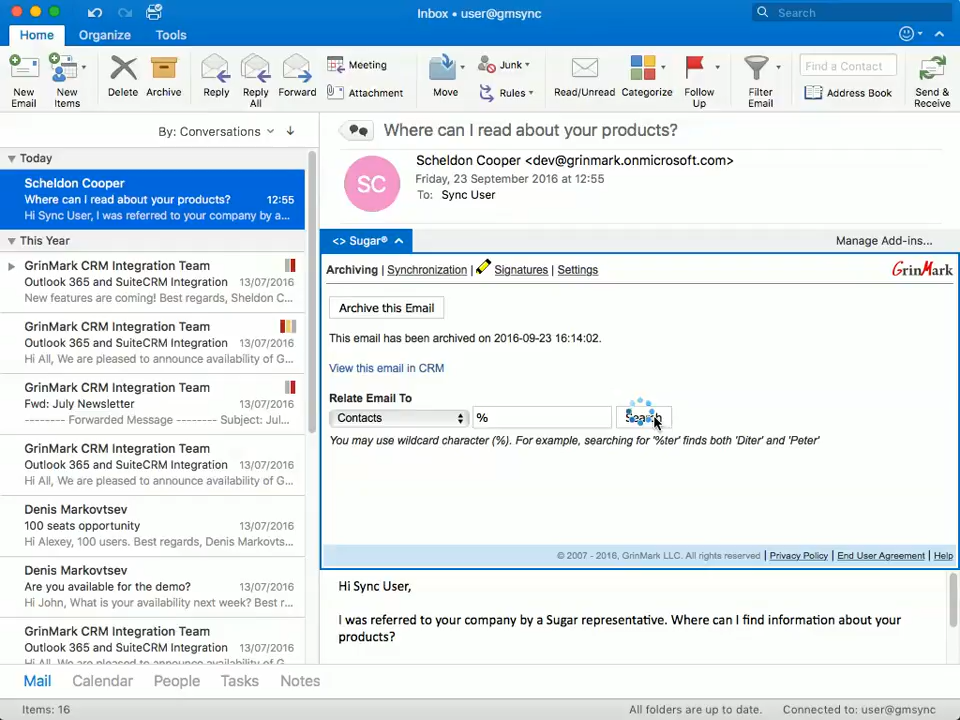 Inbox • user@gmsync
Search
Home
Organize
Tools
New Email
New Items
Delete
Archive
Reply
Reply All
Forward
Meeting
Attachment
Move
Junk
Rules
Read/Unread
Categorize
Follow Up
Filter Email
Find a Contact
Address Book
Send & Receive
By: Conversations
Today
Scheldon Cooper
Where can I read about your products? 12:55
Hi Sync User, I was referred to your company by a...
This Year
GrinMark CRM Integration Team
Outlook 365 and SuiteCRM Integration 13/07/2016
New features are coming! Best regards, Sheldon C...
GrinMark CRM Integration Team
Outlook 365 and SuiteCRM Integration 13/07/2016
Hi All, We are pleased to announce availability of G...
GrinMark CRM Integration Team
Fwd: July Newsletter 13/07/2016
-------- Forwarded Message -------- Subject: Jul...
GrinMark CRM Integration Team
Outlook 365 and SuiteCRM Integration 13/07/2016
Hi All, We are pleased to announce availability of G...
Denis Markovtsev
100 seats opportunity 13/07/2016
Hi Alexey, 100 users. Best regards, Denis Markovts...
Denis Markovtsev
Are you available for the demo? 13/07/2016
Hi John, What is your availability next week? Best r...
GrinMark CRM Integration Team
Outlook 365 and SuiteCRM Integration 13/07/2016
Hi All, We are pleased to announce availability of G...
Where can I read about your products?
SC
Scheldon Cooper <dev@grinmark.onmicrosoft.com>
Friday, 23 September 2016 at 12:55
To: Sync User
<> Sugar®
Manage Add-ins...
Archiving | Synchronization | Signatures | Settings
GrinMark
Archive this Email
This email has been archived on 2016-09-23 16:14:02.
View this email in CRM
Relate Email To
Contacts
%
Search
You may use wildcard character (%). For example, searching for '%ter' finds both 'Diter' and 'Peter'
© 2007 - 2016, GrinMark LLC. All rights reserved | Privacy Policy | End User Agreement | Help
Hi Sync User,
I was referred to your company by a Sugar representative. Where can I find information about your
products?
Mail
Calendar
People
Tasks
Notes
Items: 16
All folders are up to date.
Connected to: user@gmsync